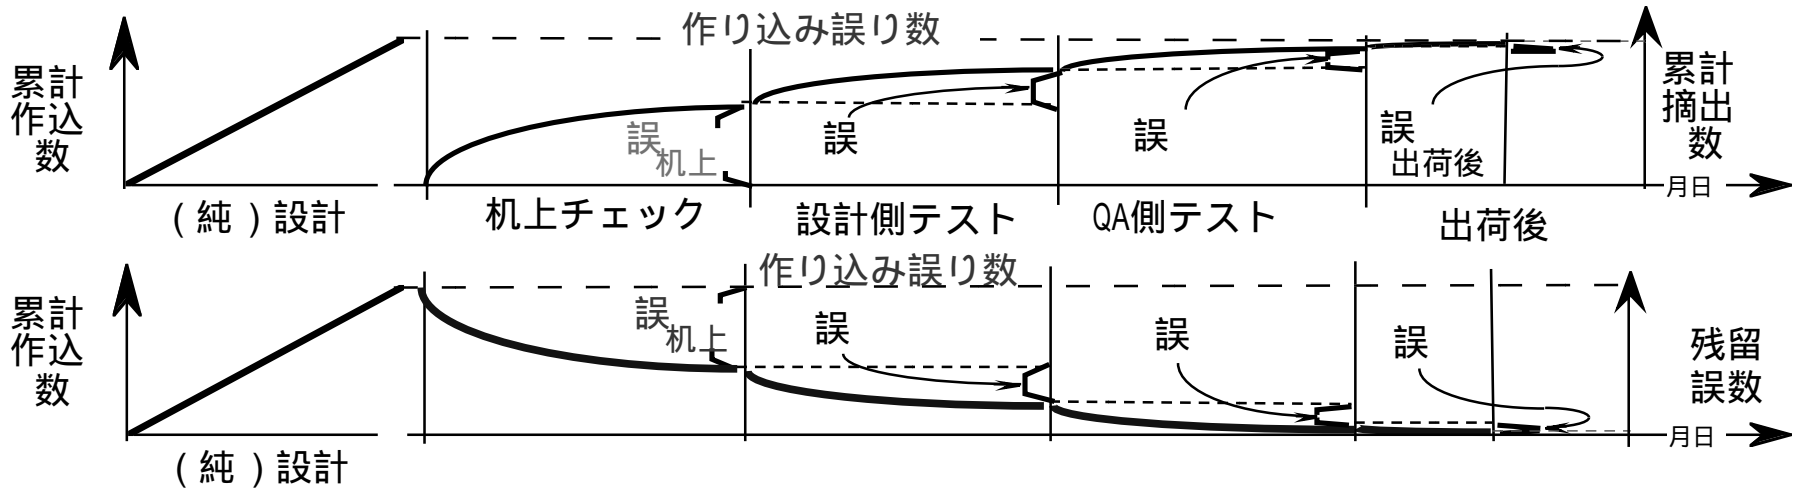 作り込み誤り数
累計
作込
数
誤机上
誤
誤
誤出荷後
累計
摘出
数
月日
(純)設計
机上チェック
設計側テスト
QA側テスト
出荷後
作り込み誤り数
累計
作込
数
誤机上
誤
誤
誤
残留
誤数
月日
(純)設計